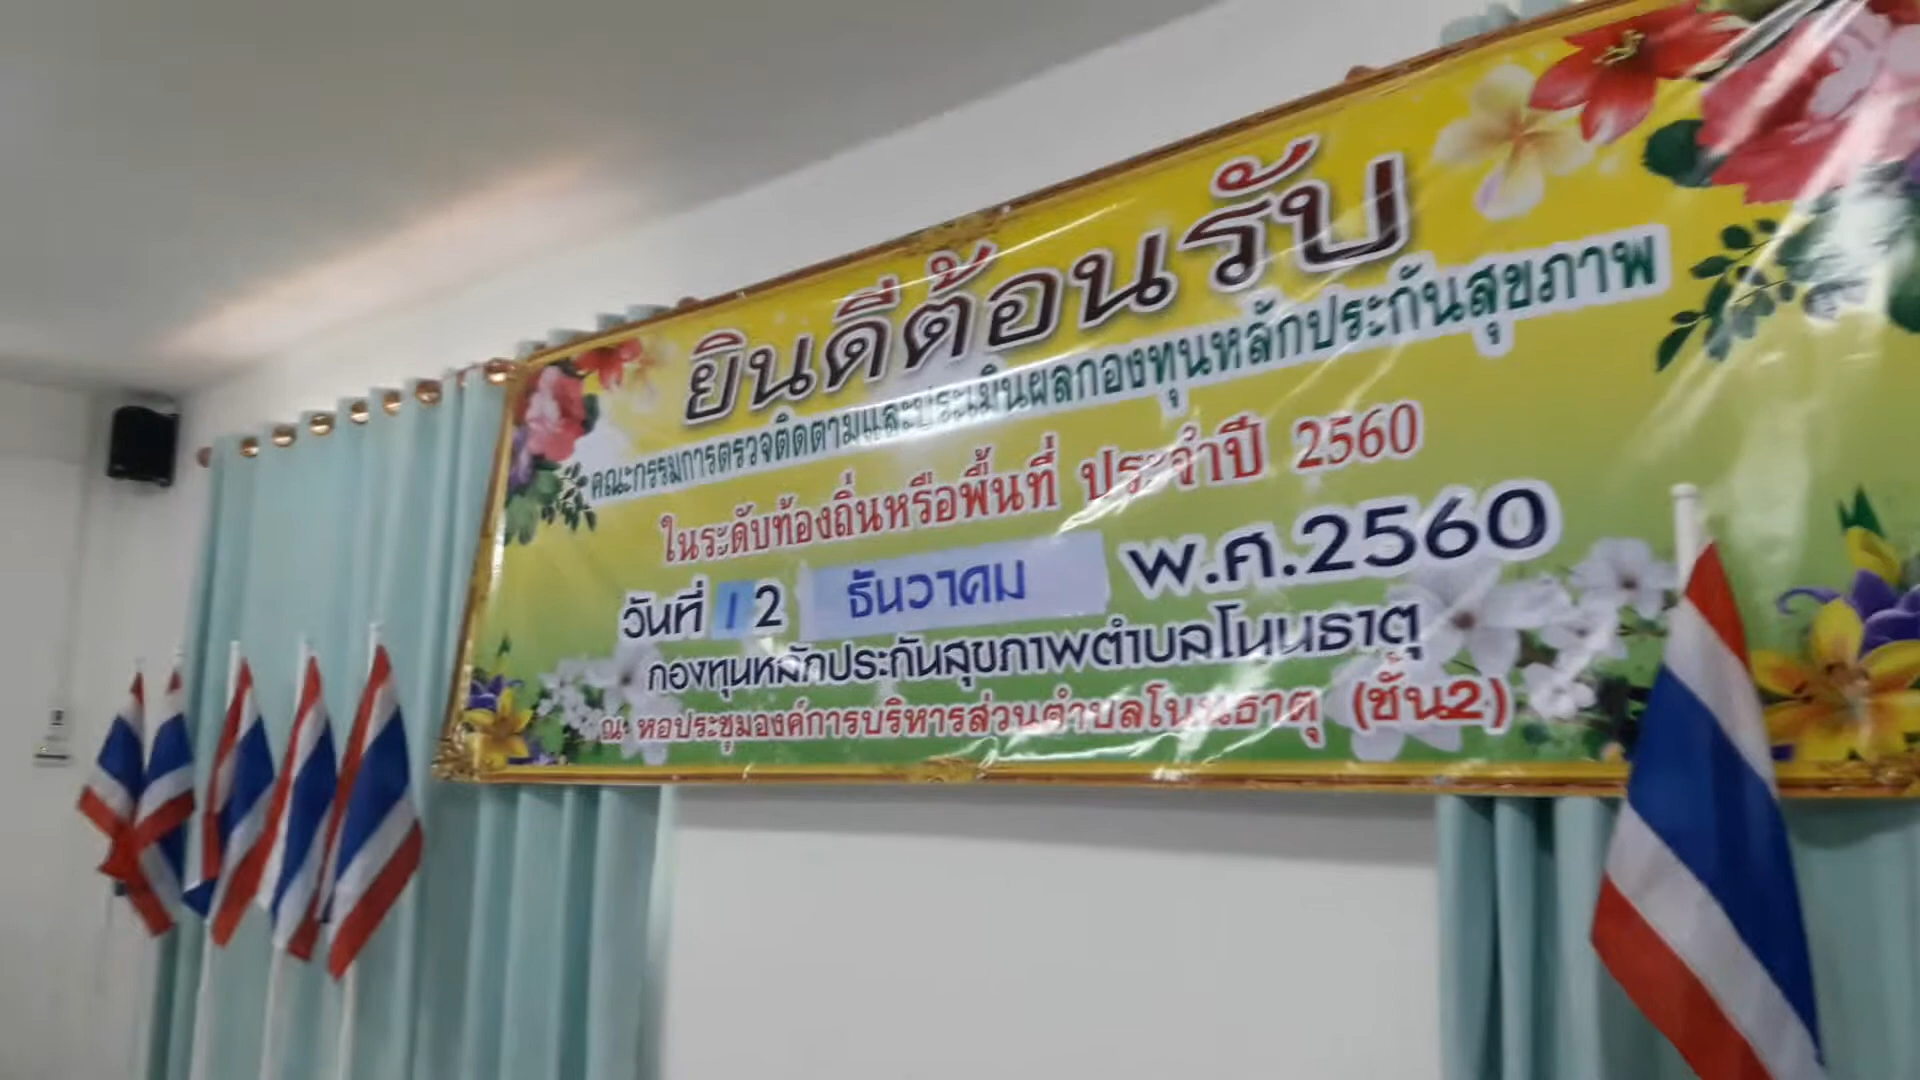 ยินดีต้อนรับ
คณะกรรมการตรวจติดตามและประเมินผลกองทุนหลักประกันสุขภาพ
ในระดับท้องถิ่นหรือพื้นที่ ประจำปี 2560
วันที่ 12 ธันวาคม พ.ศ.2560
กองทุนหลักประกันสุขภาพตำบลโนนธาตุ
ณ หอประชุมองค์การบริหารส่วนตำบลโนนธาตุ (ชั้น2)